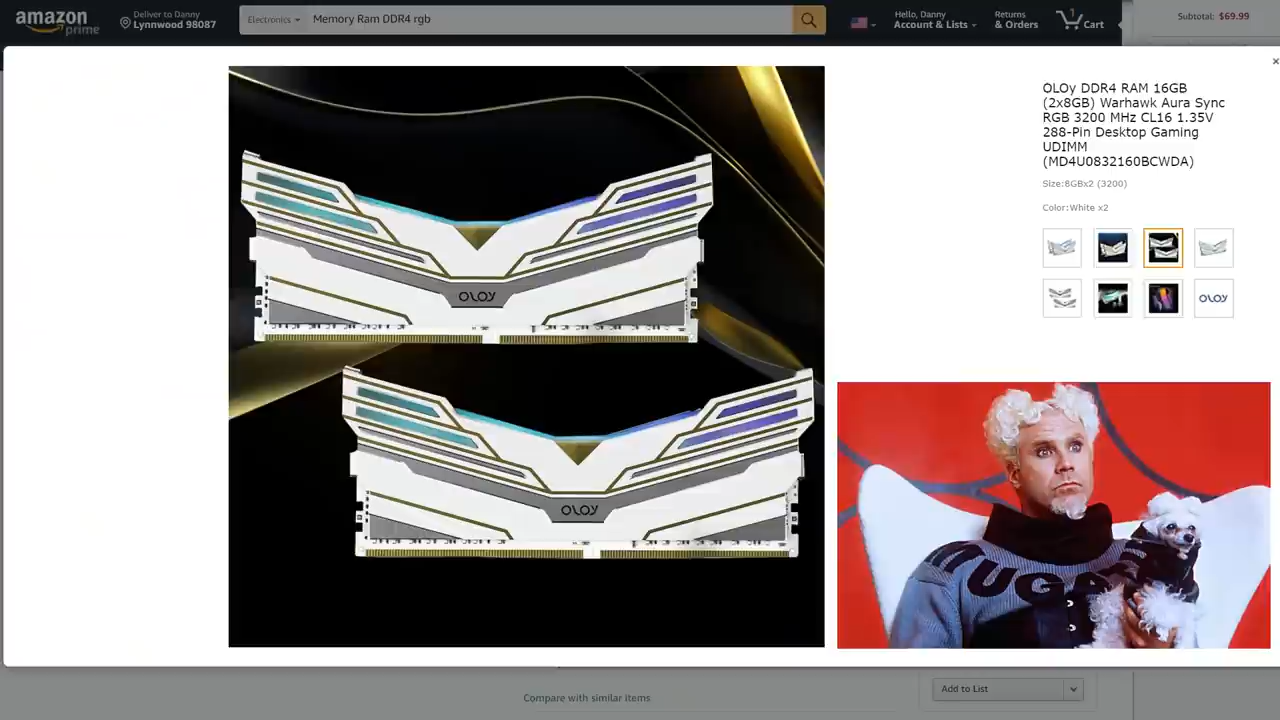 amazon
prime
Deliver to Danny
Lynnwood 98087
Electronics
Memory Ram DDR4 rgb
Hello, Danny
Account & Lists
Returns
& Orders
1
Cart
Subtotal: $69.99
×
OLOy DDR4 RAM 16GB
(2x8GB) Warhawk Aura Sync
RGB 3200 MHz CL16 1.35V
288-Pin Desktop Gaming
UDIMM
(MD4U0832160BCWDA)
Size:8GBx2 (3200)
Color:White x2
OLOy
OLOy
OLOy
MUGA
Compare with similar items
Add to List